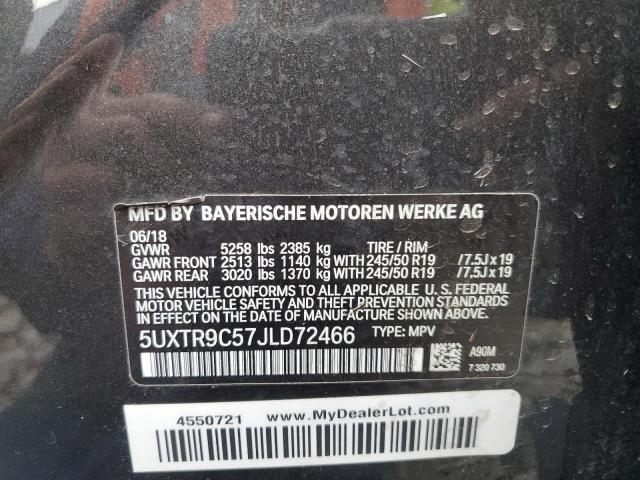 MFD BY BAYERISCHE MOTOREN WERKE AG
06/18
GVWR 5258 lbs 2385 kg TIRE / RIM
GAWR FRONT 2513 lbs 1140 kg WITH 245/50 R19 /7.5J x 19
GAWR REAR 3020 lbs 1370 kg WITH 245/50 R19 /7.5J x 19
THIS VEHICLE CONFORMS TO ALL APPLICABLE U. S. FEDERAL
MOTOR VEHICLE SAFETY AND THEFT PREVENTION STANDARDS
IN EFFECT ON THE DATE OF MANUFACTURE SHOWN ABOVE.
5UXTR9C57JLD72466 TYPE: MPV
A90M
7 320 730
4550721 www.MyDealerLot.com